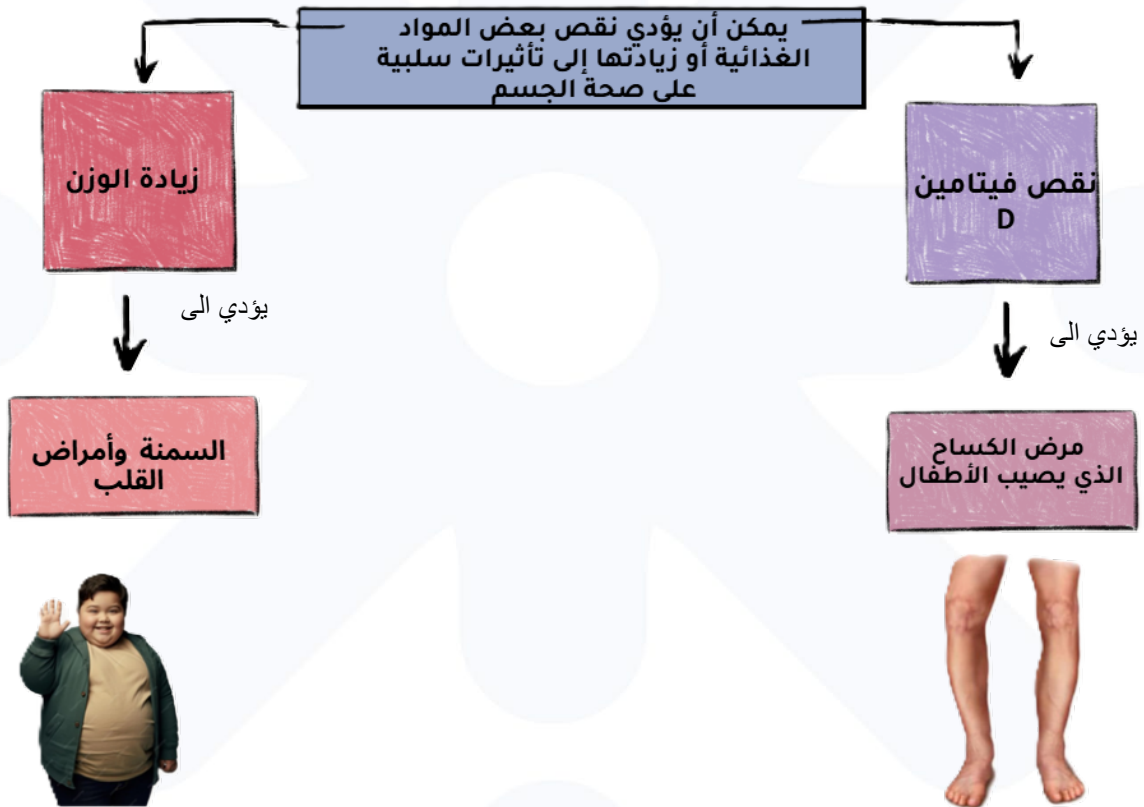 يمكن أن يؤدي نقص بعض المواد
الغذائية أو زيادتها إلى تأثيرات سلبية
على صحة الجسم
نقص فيتامين
D
يؤدي الى
مرض الكساح
الذي يصيب الأطفال
زيادة الوزن
يؤدي الى
السمنة وأمراض
القلب